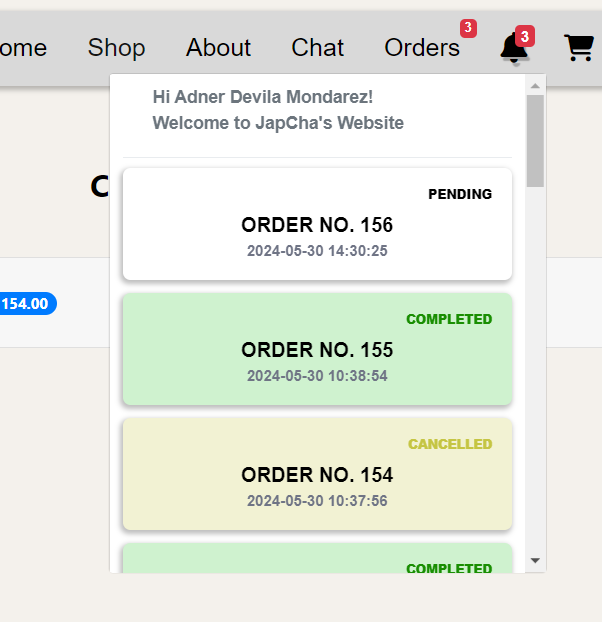 ome Shop About Chat Orders 3 3
Hi Adner Devila Mondarez!
Welcome to JapCha's Website
C
PENDING
ORDER NO. 156
2024-05-30 14:30:25
154.00
COMPLETED
ORDER NO. 155
2024-05-30 10:38:54
CANCELLED
ORDER NO. 154
2024-05-30 10:37:56
COMPLETED